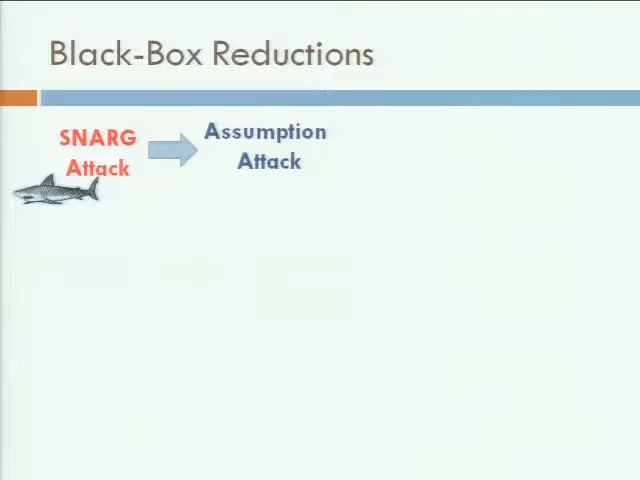 Black-Box Reductions
SNARG
Attack
Assumption
Attack